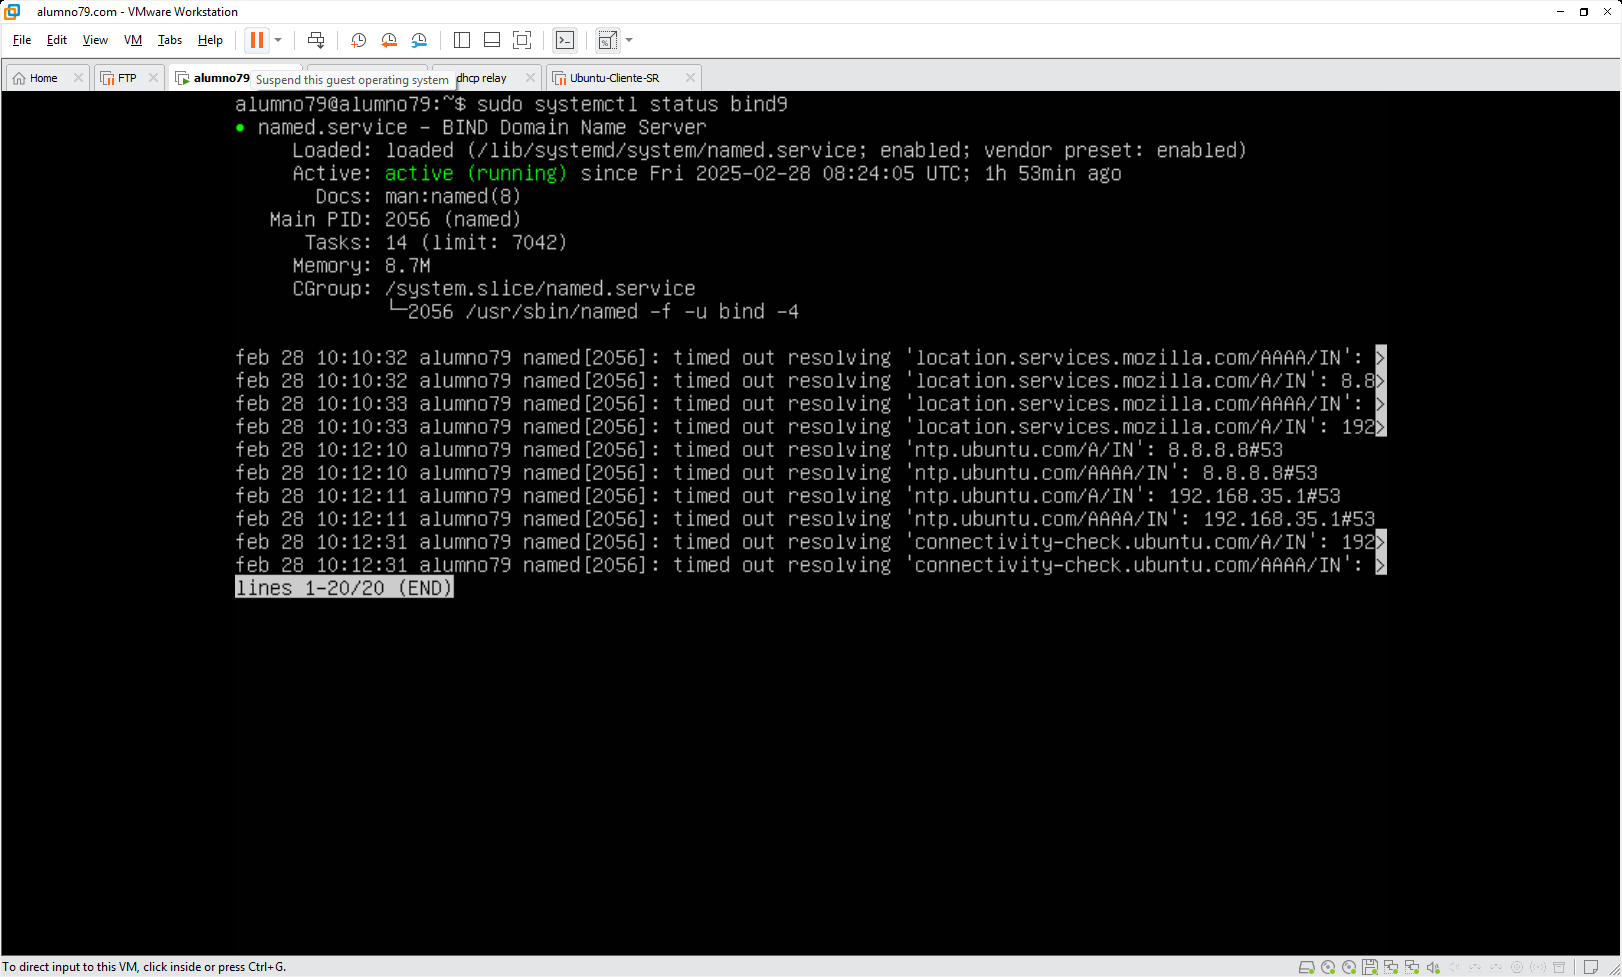 alumno79.com - VMware Workstation
File Edit View VM Tabs Help
Home FTP alumno79 dhcp relay Ubuntu-Cliente-SR
Suspend this guest operating system
alumno79@alumno79:~$ sudo systemctl status bind9
● named.service - BIND Domain Name Server
Loaded: loaded (/lib/systemd/system/named.service; enabled; vendor preset: enabled)
Active: active (running) since Fri 2025-02-28 08:24:05 UTC; 1h 53min ago
Docs: man:named(8)
Main PID: 2056 (named)
Tasks: 14 (limit: 7042)
Memory: 8.7M
CGroup: /system.slice/named.service
└─2056 /usr/sbin/named -f -u bind -4
feb 28 10:10:32 alumno79 named[2056]: timed out resolving 'location.services.mozilla.com/AAAA/IN': >
feb 28 10:10:32 alumno79 named[2056]: timed out resolving 'location.services.mozilla.com/A/IN': 8.8>
feb 28 10:10:33 alumno79 named[2056]: timed out resolving 'location.services.mozilla.com/AAAA/IN': >
feb 28 10:10:33 alumno79 named[2056]: timed out resolving 'location.services.mozilla.com/A/IN': 192>
feb 28 10:12:10 alumno79 named[2056]: timed out resolving 'ntp.ubuntu.com/A/IN': 8.8.8.8#53
feb 28 10:12:10 alumno79 named[2056]: timed out resolving 'ntp.ubuntu.com/AAAA/IN': 8.8.8.8#53
feb 28 10:12:11 alumno79 named[2056]: timed out resolving 'ntp.ubuntu.com/A/IN': 192.168.35.1#53
feb 28 10:12:11 alumno79 named[2056]: timed out resolving 'ntp.ubuntu.com/AAAA/IN': 192.168.35.1#53
feb 28 10:12:31 alumno79 named[2056]: timed out resolving 'connectivity-check.ubuntu.com/A/IN': 192>
feb 28 10:12:31 alumno79 named[2056]: timed out resolving 'connectivity-check.ubuntu.com/AAAA/IN': >
lines 1-20/20 (END)
To direct input to this VM, click inside or press Ctrl+G.